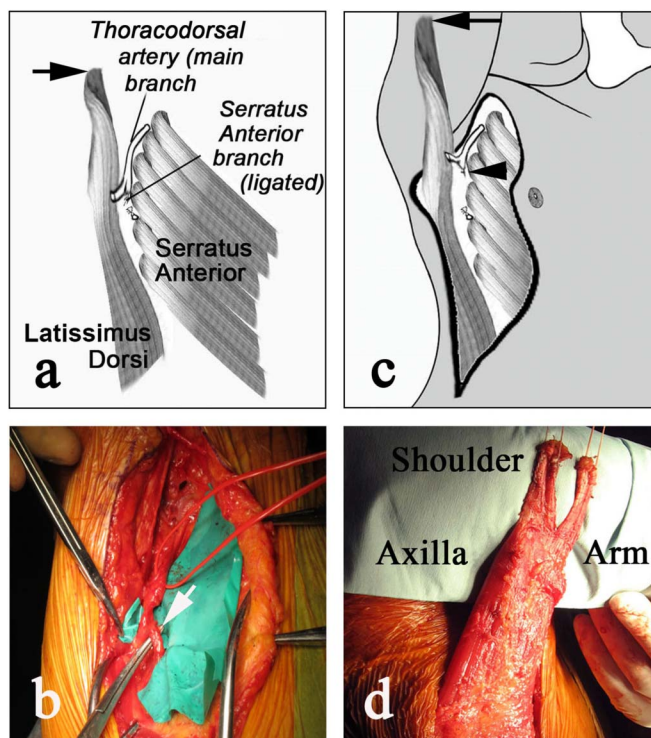 Thoracodorsal
artery (main
branch
Serratus
Anterior
branch
(ligated)
Serratus
Anterior
Latissimus
Dorsi
a
c
Shoulder
Axilla
Arm
b
d